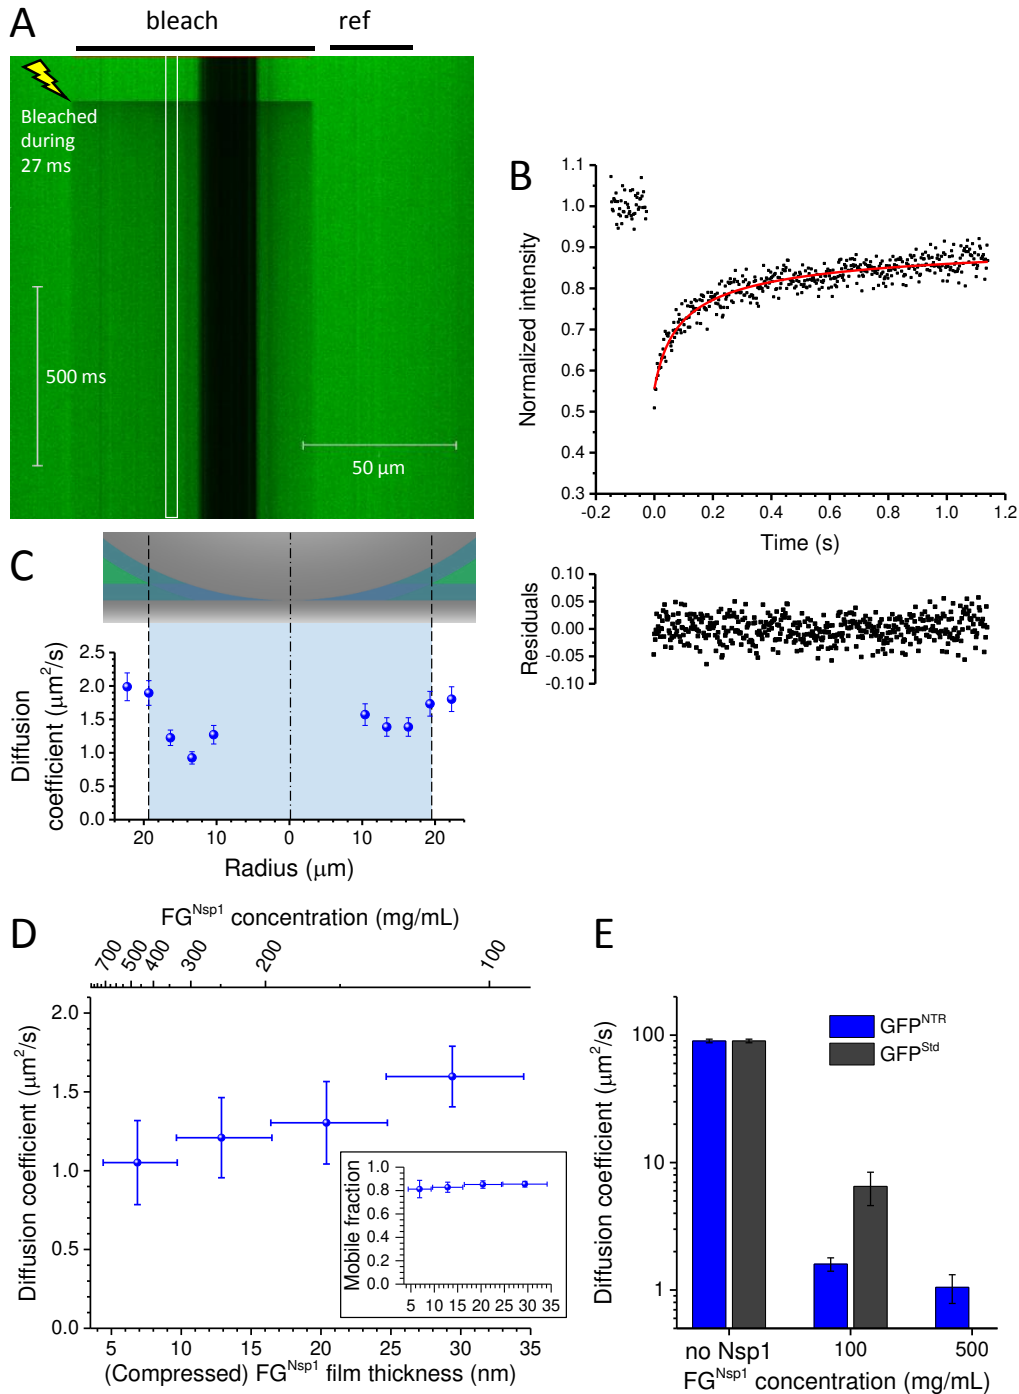 A
bleach
ref
Bleached
during
27 ms
500 ms
50 µm
B
Normalized intensity
1.1
1.0
0.9
0.8
0.7
0.6
0.5
0.4
0.3
-0.2
0.0
0.2
0.4
0.6
0.8
1.0
1.2
Time (s)
Residuals
0.10
0.05
0.00
-0.05
-0.10
C
Diffusion
coefficient (µm²/s)
2.5
2.0
1.5
1.0
0.5
0.0
20
10
0
10
20
Radius (µm)
D
FG^Nsp1 concentration (mg/mL)
700
500
400
300
200
100
Diffusion coefficient (µm²/s)
2.0
1.5
1.0
0.5
0.0
5
10
15
20
25
30
35
(Compressed) FG^Nsp1 film thickness (nm)
Mobile fraction
1.0
0.8
0.6
0.4
0.2
0.0
5
10
15
20
25
30
35
E
Diffusion coefficient (µm²/s)
100
10
1
GFP^NTR
GFP^Std
no Nsp1
100
500
FG^Nsp1 concentration (mg/mL)